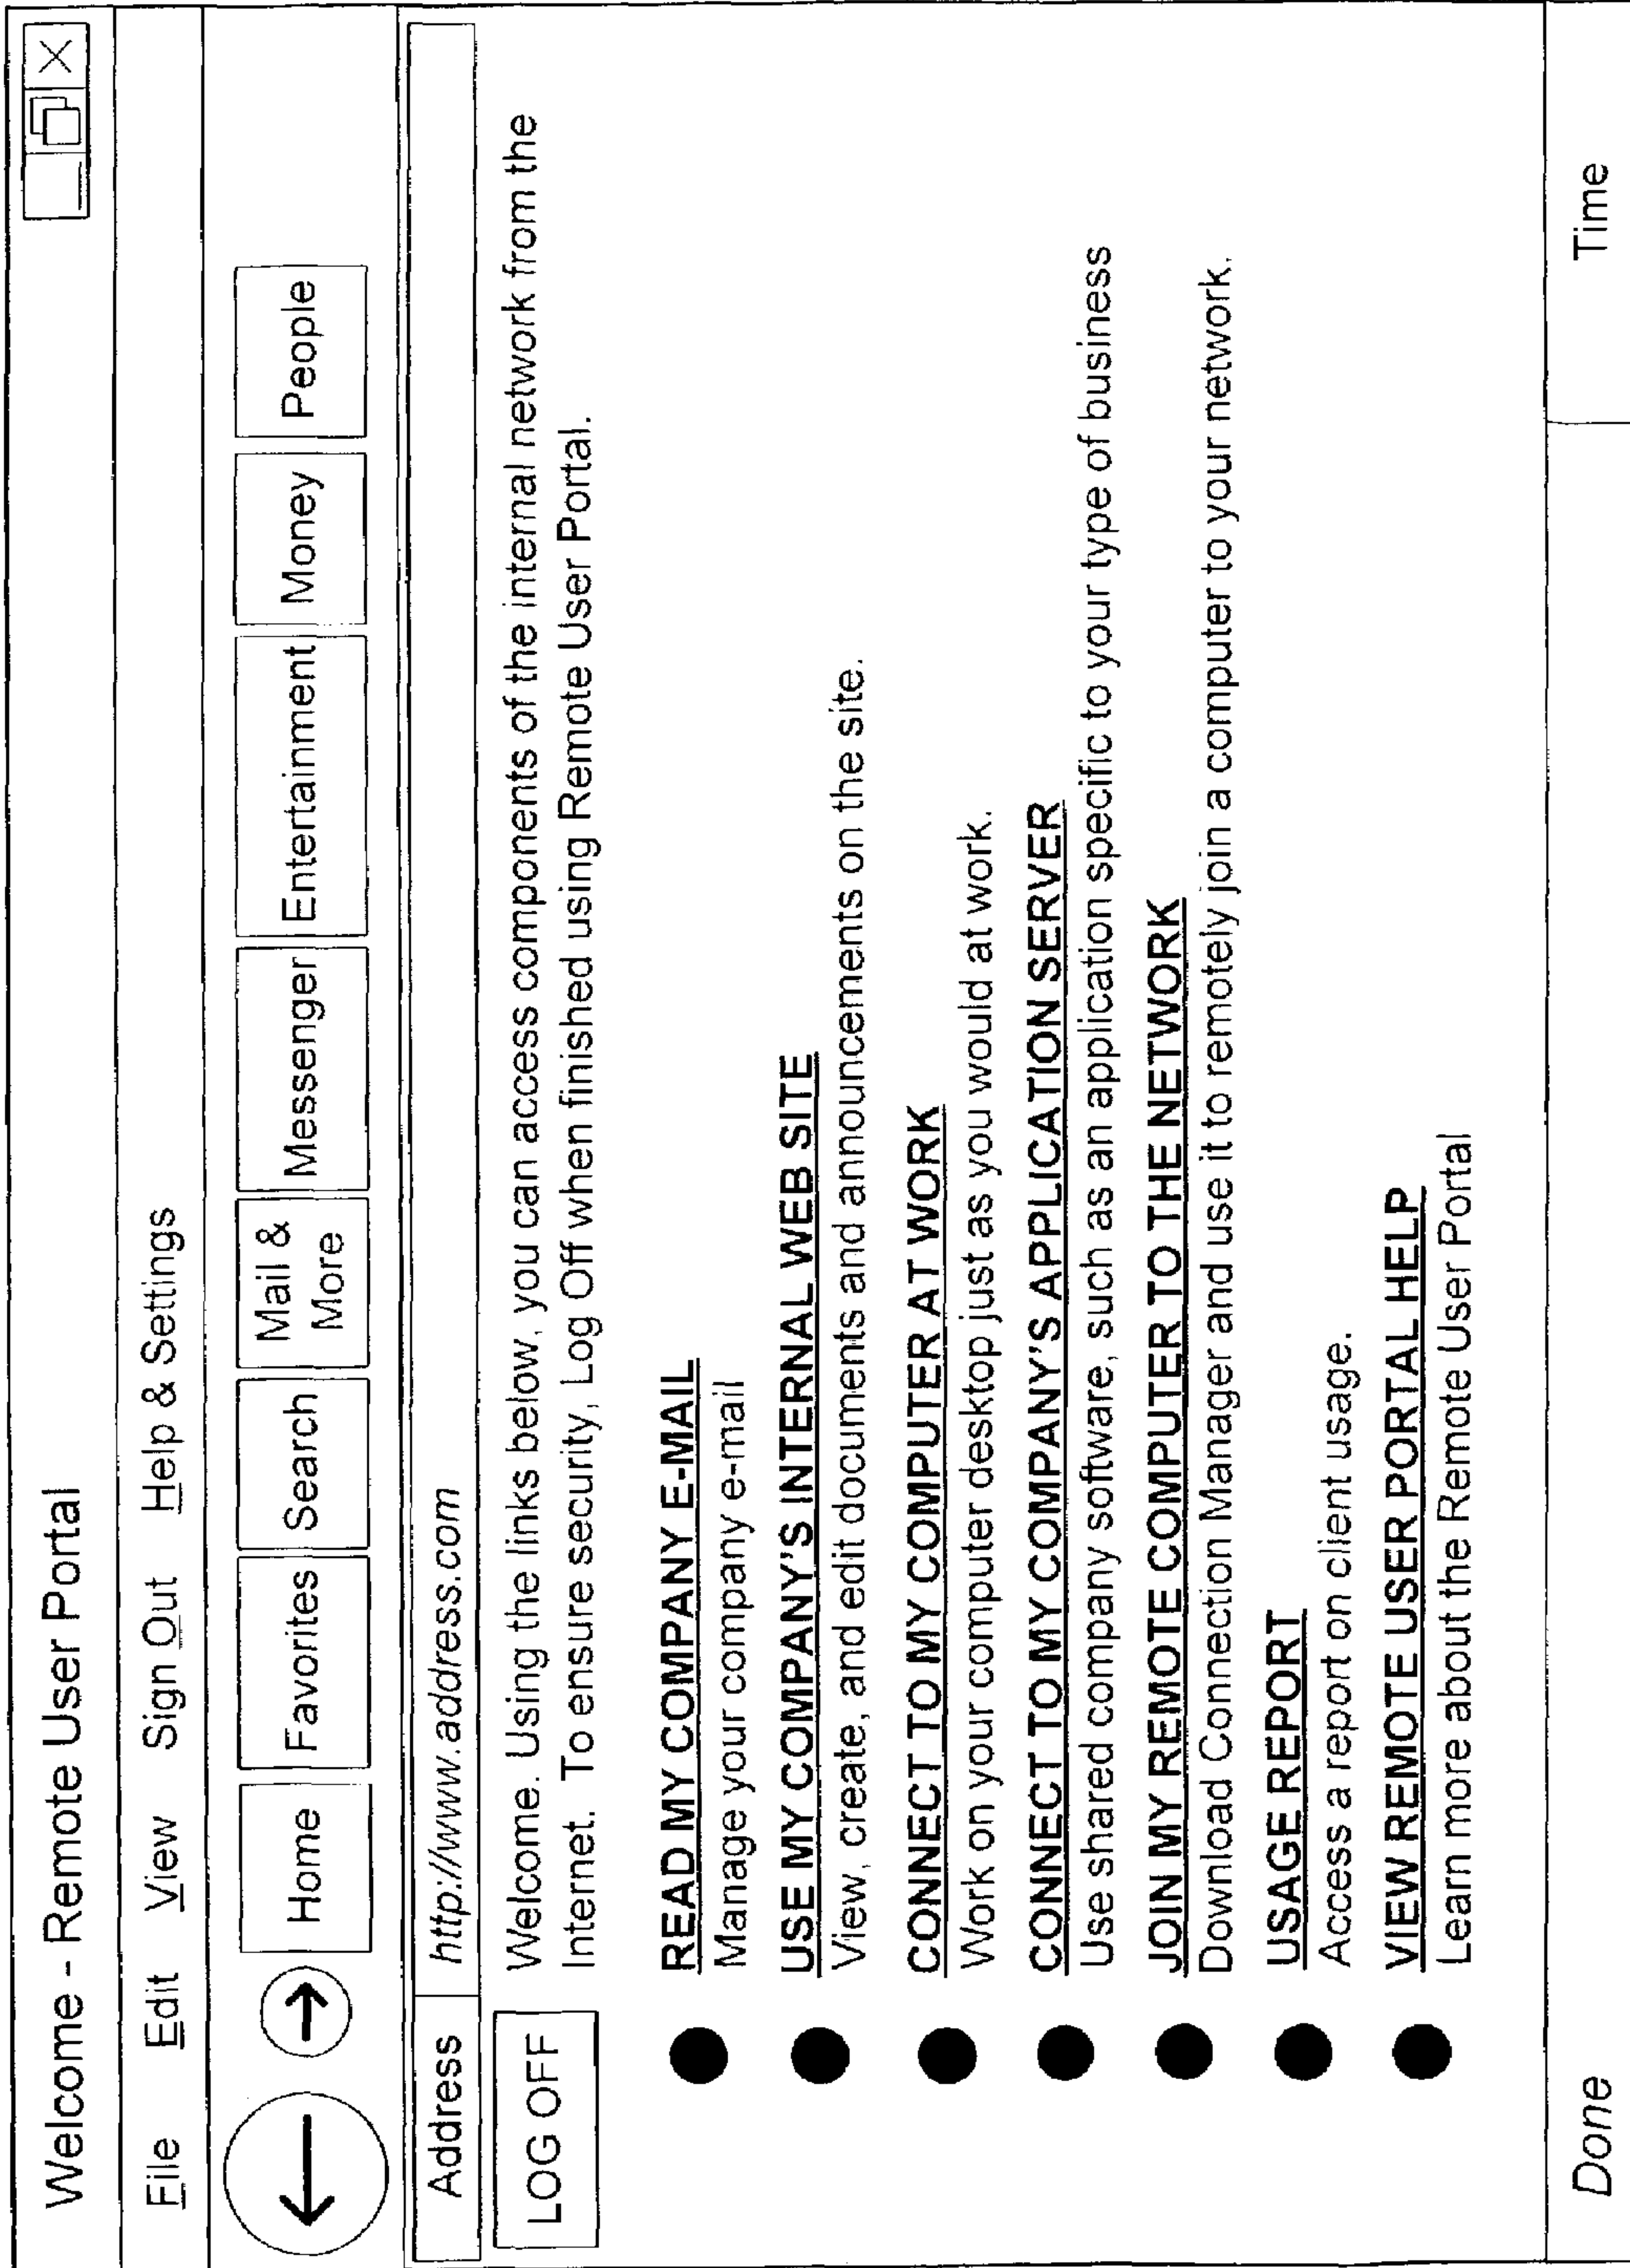 Welcome - Remote User Portal
File Edit View Sign Out Help & Settings
Home Favorites Search Mail & More Messenger Entertainment Money People
Address http://www.address.com
LOG OFF
Welcome. Using the links below, you can access components of the internal network from the
Internet. To ensure security, Log Off when finished using Remote User Portal.
READ MY COMPANY E-MAIL
Manage your company e-mail
USE MY COMPANY'S INTERNAL WEB SITE
View, create, and edit documents and announcements on the site.
CONNECT TO MY COMPUTER AT WORK
Work on your computer desktop just as you would at work.
CONNECT TO MY COMPANY'S APPLICATION SERVER
Use shared company software, such as an application specific to your type of business
JOIN MY REMOTE COMPUTER TO THE NETWORK
Download Connection Manager and use it to remotely join a computer to your network.
USAGE REPORT
Access a report on client usage.
VIEW REMOTE USER PORTAL HELP
Learn more about the Remote User Portal
Done Time